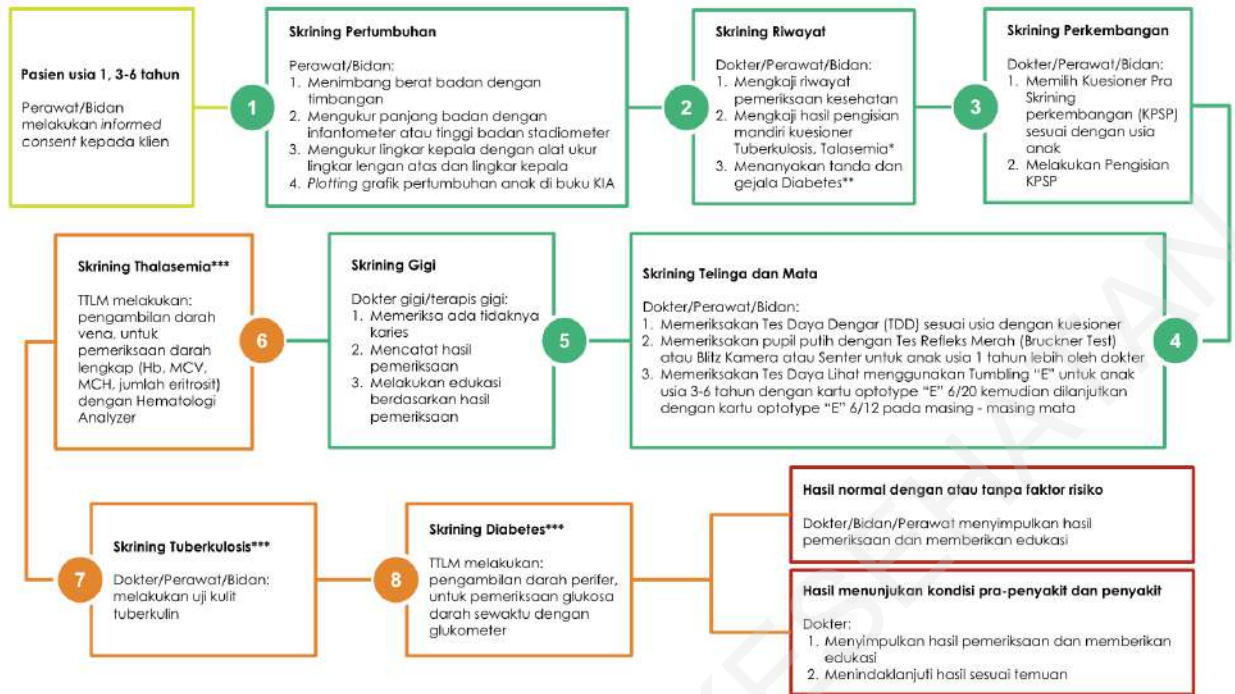 Pasien usia 1, 3-6 tahun
Perawat/Bidan
melakukan informed
consent kepada klien
1
Skrining Pertumbuhan
Perawat/Bidan:
1. Menimbang berat badan dengan
timbangan
2. Mengukur panjang badan dengan
infantometer atau tinggi badan stadiometer
3. Mengukur lingkar kepala dengan alat ukur
lingkar lengan atas dan lingkar kepala
4. Plotting grafik pertumbuhan anak di buku KIA
2
Skrining Riwayat
Dokter/Perawat/Bidan:
1. Mengkaji riwayat
pemeriksaan kesehatan
2. Mengkaji hasil pengisian
mandiri kuesioner
Tuberkulosis, Talasemia*
3. Menanyakan tanda dan
gejala Diabetes**
3
Skrining Perkembangan
Dokter/Perawat/Bidan:
1. Memilih Kuesioner Pra
Skrining
perkembangan (KPSP)
sesuai dengan usia
anak
2. Melakukan Pengisian
KPSP
4
Skrining Telinga dan Mata
Dokter/Perawat/Bidan:
1. Memeriksakan Tes Daya Dengar (TDD) sesuai usia dengan kuesioner
2. Memeriksakan pupil putih dengan Tes Refleks Merah (Bruckner Test)
atau Blitz Kamera atau Senter untuk anak usia 1 tahun lebih oleh dokter
3. Memeriksakan Tes Daya Lihat menggunakan Tumbling "E" untuk anak
usia 3-6 tahun dengan kartu optotype "E" 6/20 kemudian dilanjutkan
dengan kartu optotype "E" 6/12 pada masing - masing mata
5
Skrining Gigi
Dokter gigi/terapis gigi:
1. Memeriksa ada tidaknya
karies
2. Mencatat hasil
pemeriksaan
3. Melakukan edukasi
berdasarkan hasil
pemeriksaan
6
Skrining Thalasemia***
TTLM melakukan:
pengambilan darah
vena, untuk
pemeriksaan darah
lengkap (Hb, MCV,
MCH, jumlah eritrosit)
dengan Hematologi
Analyzer
7
Skrining Tuberkulosis***
Dokter/Perawat/Bidan:
melakukan uji kulit
tuberkulin
8
Skrining Diabetes***
TTLM melakukan:
pengambilan darah perifer,
untuk pemeriksaan glukosa
darah sewaktu dengan
glukometer
Hasil normal dengan atau tanpa faktor risiko
Dokter/Bidan/Perawat menyimpulkan hasil
pemeriksaan dan memberikan edukasi
Hasil menunjukan kondisi pra-penyakit dan penyakit
Dokter:
1. Menyimpulkan hasil pemeriksaan dan memberikan
edukasi
2. Menindaklanjuti hasil sesuai temuan